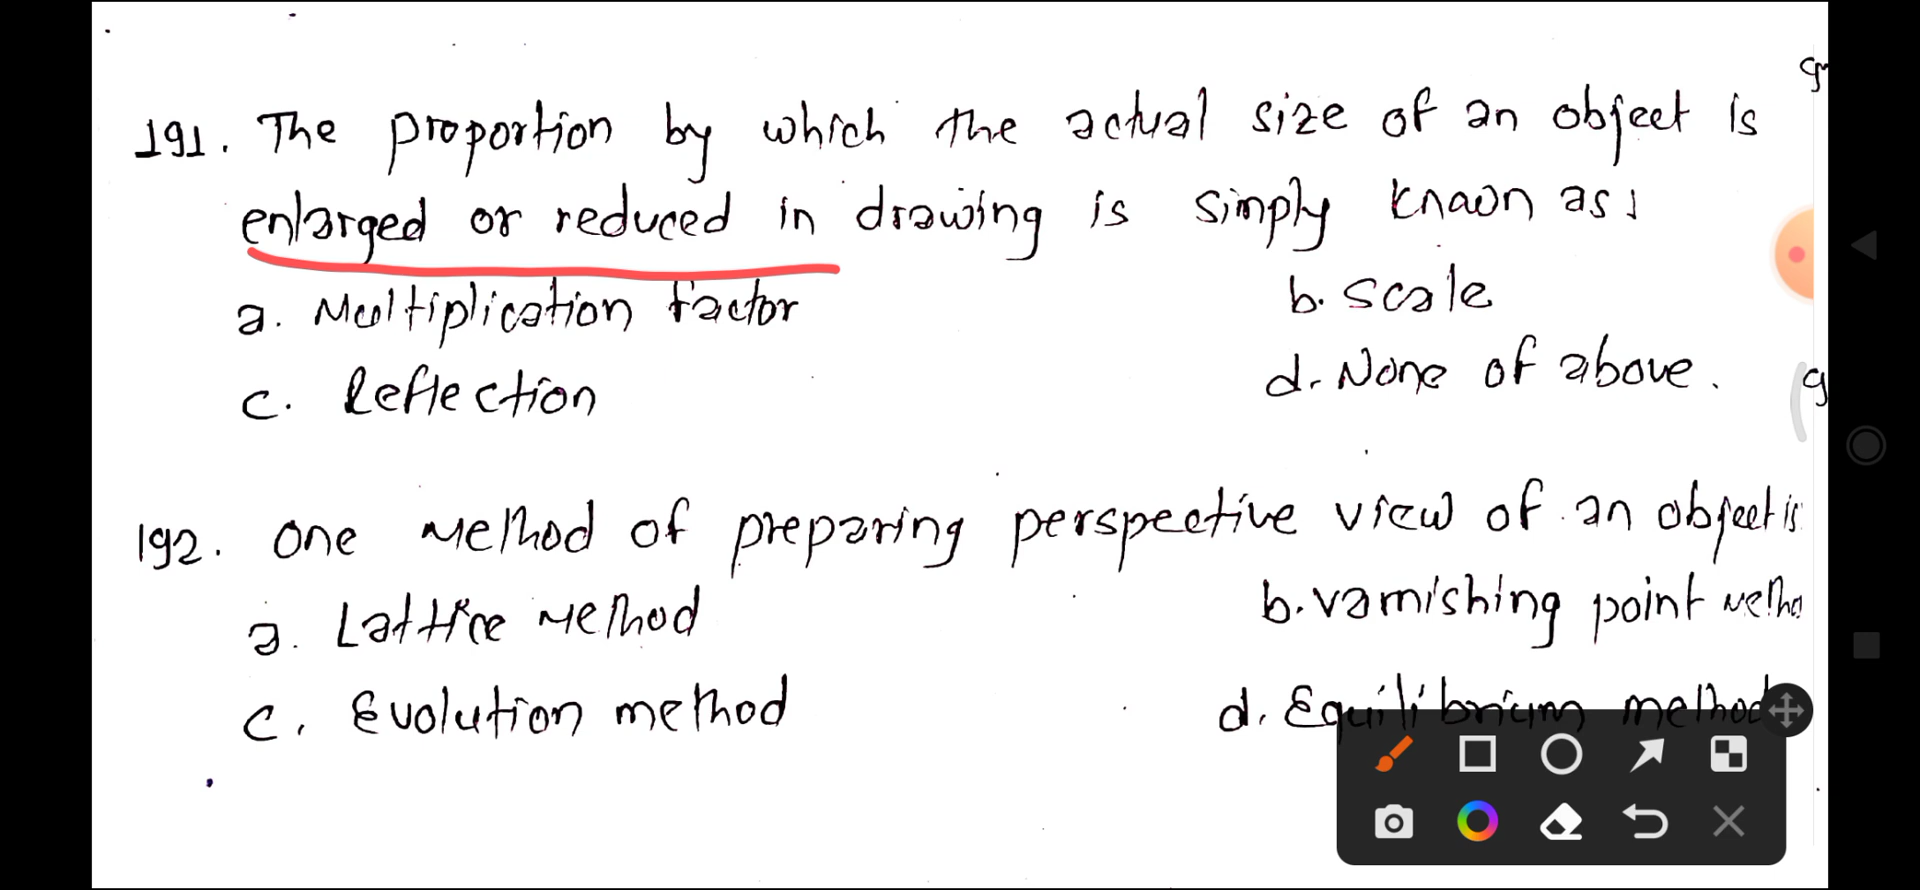 191. The proportion by which the actual size of an object is
enlarged or reduced in drawing is simply known as:
a. Multiplication factor b. scale
c. Reflection d. None of above.
192. One Method of preparing perspective view of an object is
a. Lattice Method b. vamishing point
c. Evolution method d. Equilibrium method